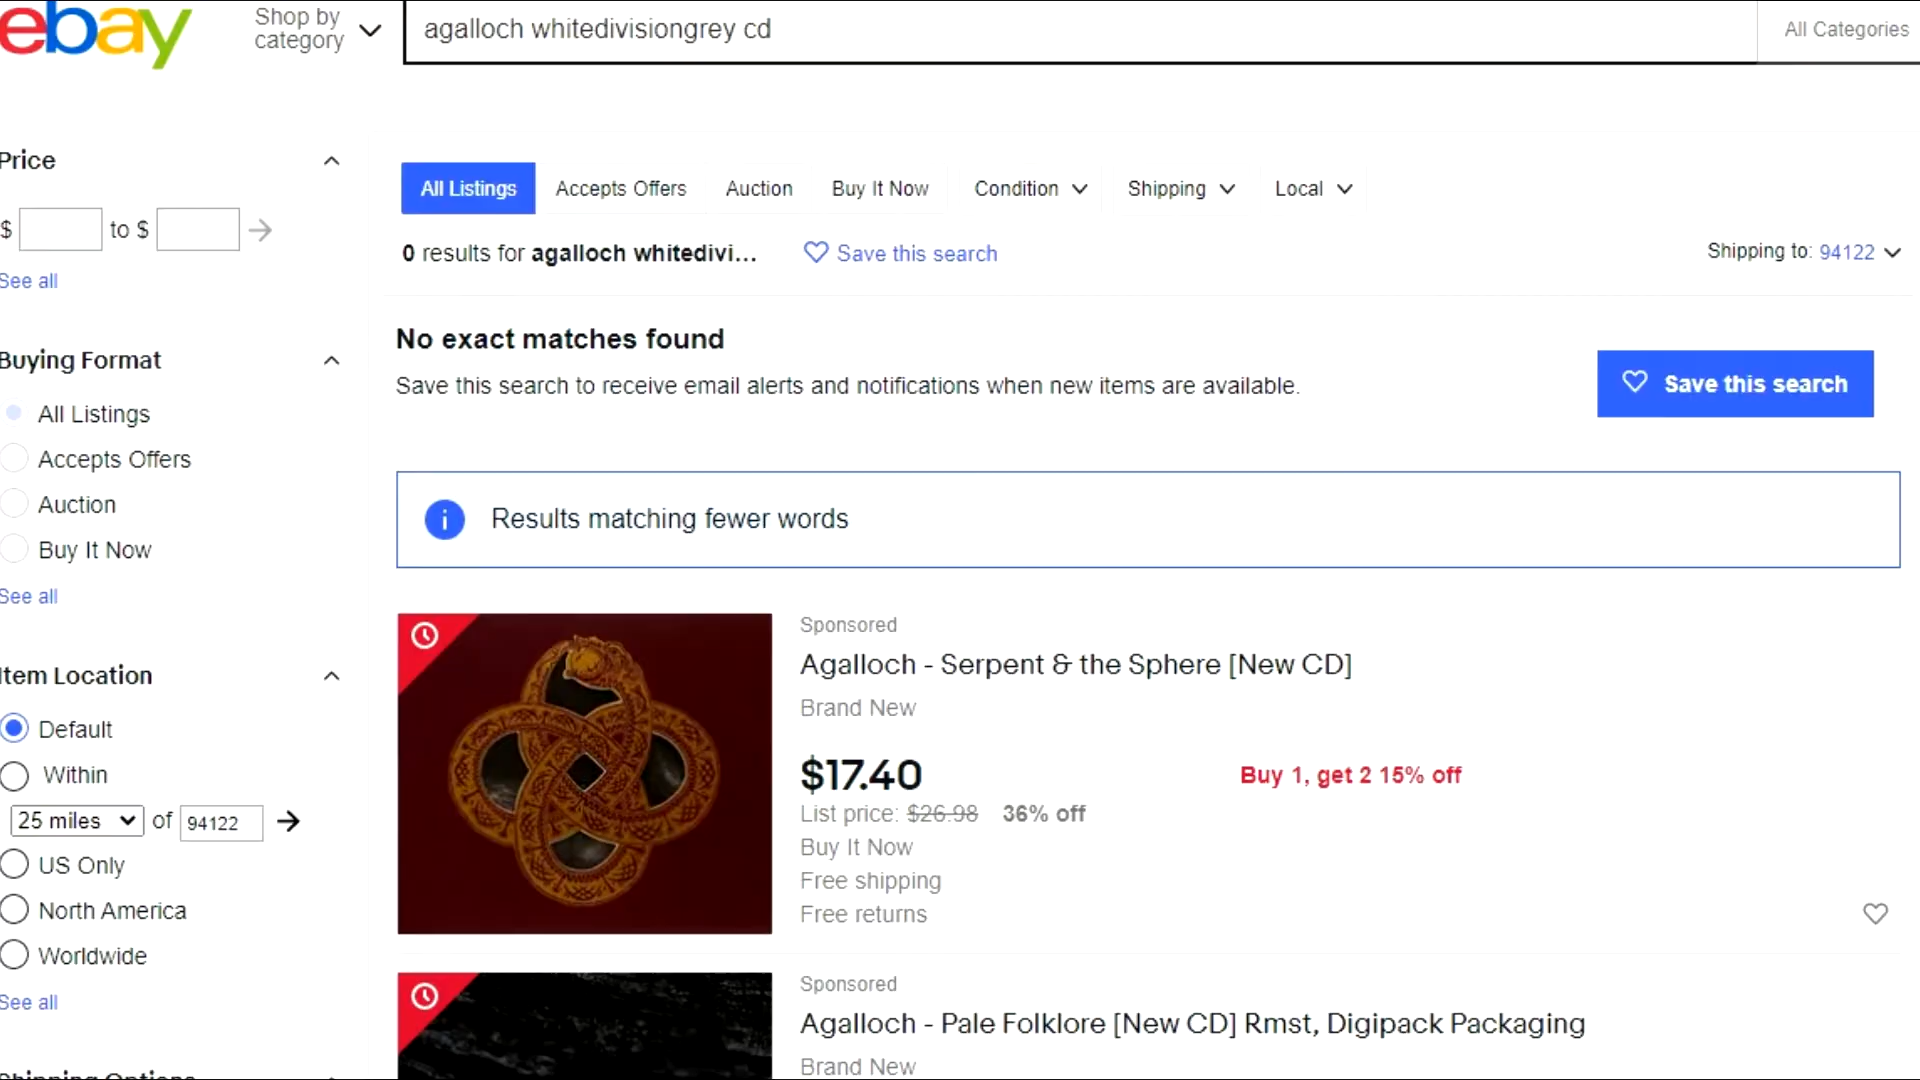 ebay
Shop by
category
agalloch whitedivisiongrey cd
All Categories
Price
$ to $
See all
Buying Format
All Listings
Accepts Offers
Auction
Buy It Now
See all
Item Location
Default
Within
25 miles of 94122
US Only
North America
Worldwide
See all
Shipping Options
All Listings Accepts Offers Auction Buy It Now Condition Shipping Local
0 results for agalloch whitedivi... Save this search
Shipping to: 94122
No exact matches found
Save this search to receive email alerts and notifications when new items are available.
Save this search
Results matching fewer words
Sponsored
Agalloch - Serpent & the Sphere [New CD]
Brand New
$17.40
Buy 1, get 2 15% off
List price: $26.98 36% off
Buy It Now
Free shipping
Free returns
Sponsored
Agalloch - Pale Folklore [New CD] Rmst, Digipack Packaging
Brand New